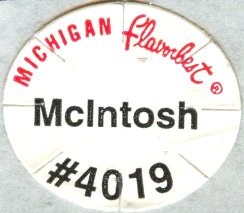 MICHIGAN Flavorbest®
McIntosh
#4019